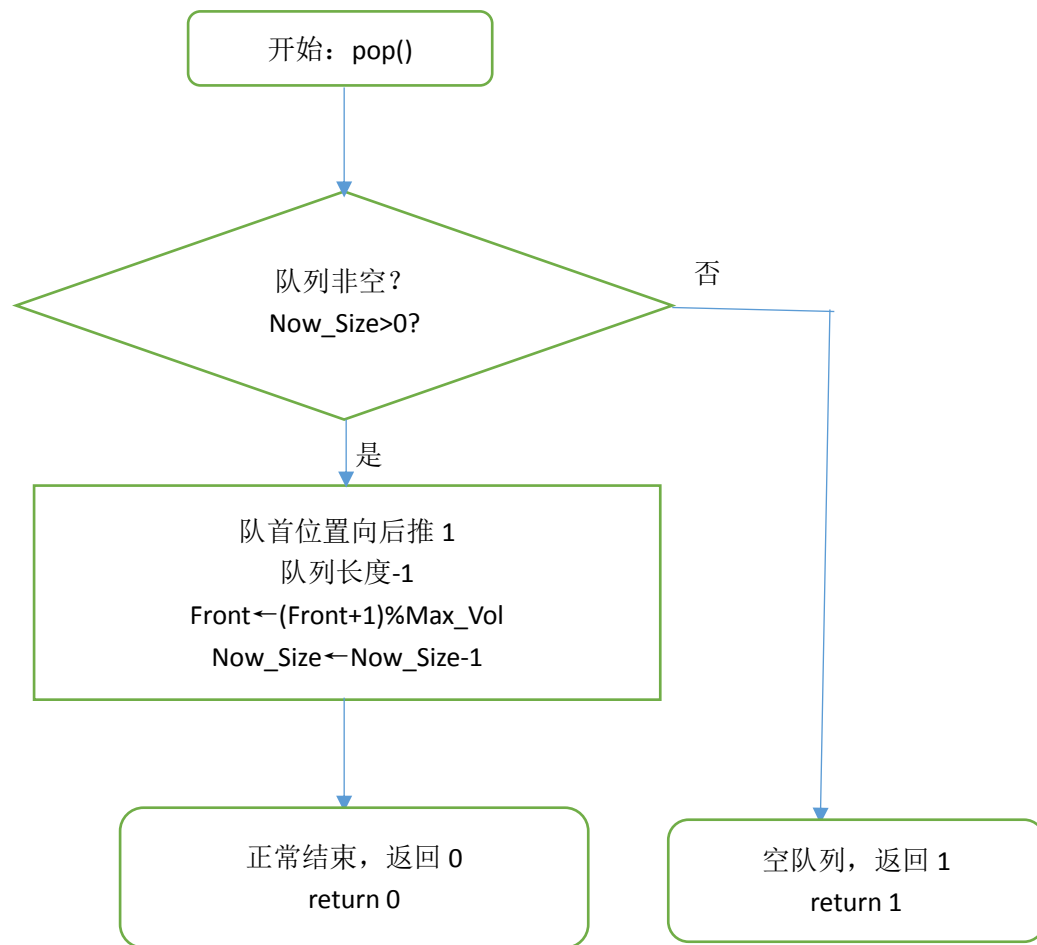 开始：pop()
队列非空？
Now_Size>0?
否
是
队首位置向后推 1
队列长度-1
Front←(Front+1)%Max_Vol
Now_Size←Now_Size-1
正常结束，返回 0
return 0
空队列，返回 1
return 1